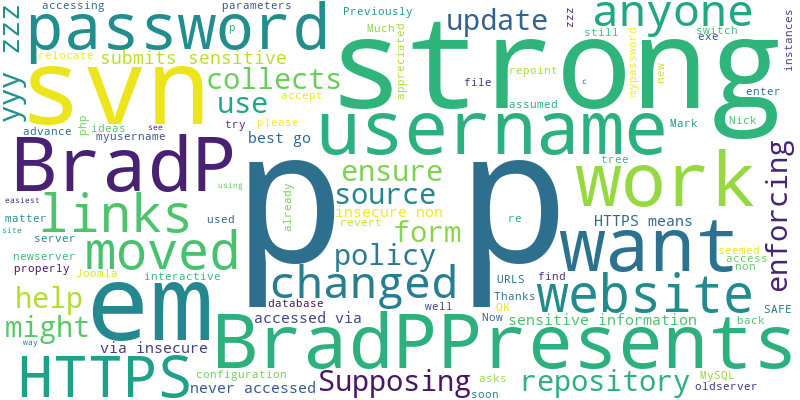 accessing
parameters
Previously
zzz
zzz
password
p
Much
update
anyone
relocate
submits sensitive
still
switch
exe
instances
svn
strong
collects
appreciated
repoint
file
mypassword
new
enter
yyy
use
username
assumed
Mark
Nick
advance
php
ideas
accept
please
myusername
see
try
best go
c
BradP
p p
ensure
work
tree
enforcing
easiest
using
source
want
links
already
insecure non
re
HTTPS means
matter
site
used
revert
form
seemed
server
moved
policy
access
non
newserver
properly
Joomla
interactive
changed
URLS
find
website
SAFE
help
em
database
well
Thanks
OK
might
accessed via
BradPPresents
Now
sensitive information
back
via insecure
way
HTTPS
configuration
never accessed
Supposing
asks
soon
repository
MySQL
oldserver